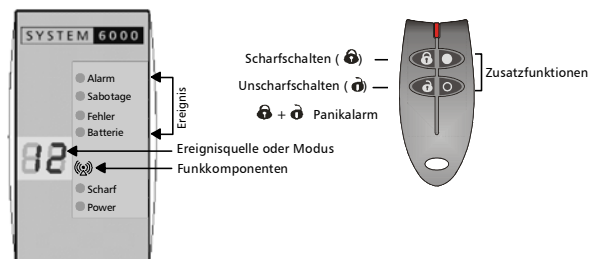 SYSTEM 6000
Alarm
Sabotage
Fehler
Batterie
Ereignis
12
Ereignisquelle oder Modus
Funkkomponenten
Scharf
Power
Scharfschalten ( )
Unscharfschalten ( )
+ Panikalarm
Zusatzfunktionen